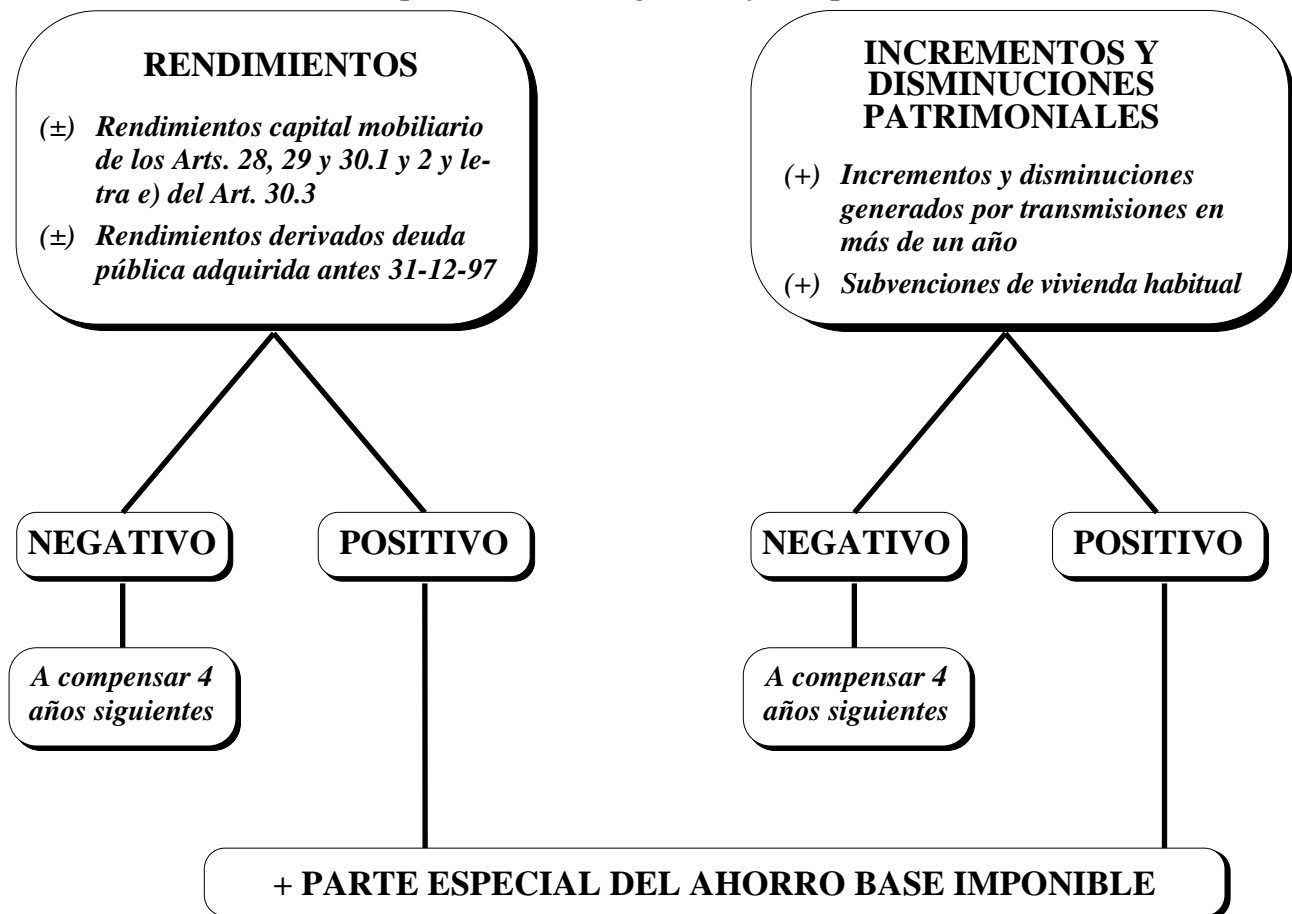 RENDIMIENTOS
(±) Rendimientos capital mobiliario
de los Arts. 28, 29 y 30.1 y 2 y le-
tra e) del Art. 30.3
(±) Rendimientos derivados deuda
pública adquirida antes 31-12-97
INCREMENTOS Y
DISMINUCIONES
PATRIMONIALES
(+) Incrementos y disminuciones
generados por transmisiones en
más de un año
(+) Subvenciones de vivienda habitual
NEGATIVO
POSITIVO
NEGATIVO
POSITIVO
A compensar 4
años siguientes
A compensar 4
años siguientes
+ PARTE ESPECIAL DEL AHORRO BASE IMPONIBLE